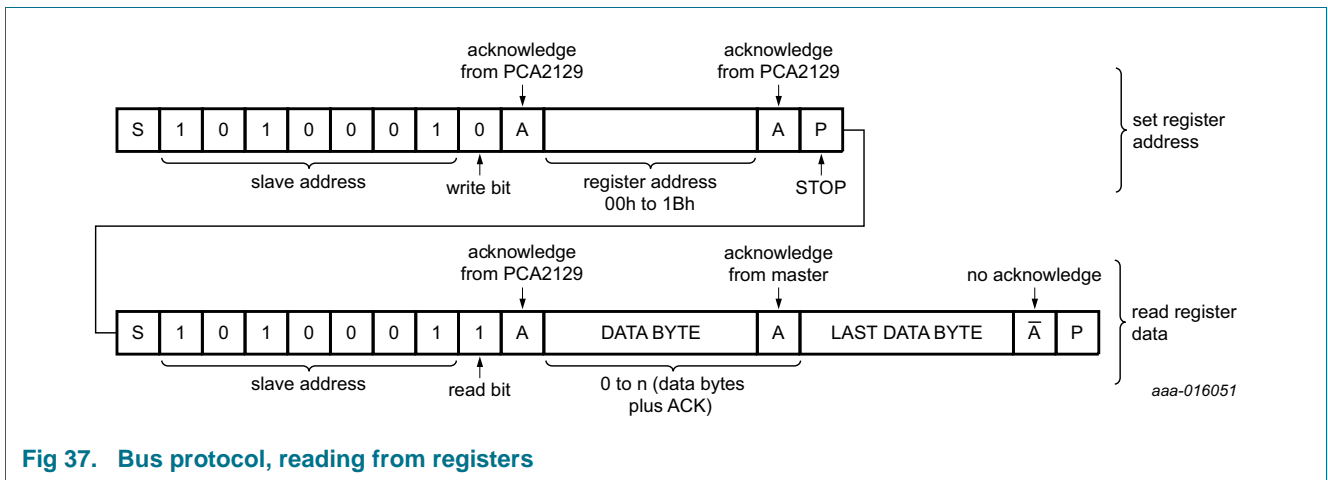 acknowledge
from PCA2129
acknowledge
from PCA2129
S 1 0 1 0 0 0 1 0 A A P
set register
address
slave address
write bit
register address
00h to 1Bh
STOP
acknowledge
from PCA2129
acknowledge
from master
no acknowledge
S 1 0 1 0 0 0 1 1 A DATA BYTE A LAST DATA BYTE A̅ P
read register
data
slave address
read bit
0 to n (data bytes
plus ACK)
aaa-016051
Fig 37. Bus protocol, reading from registers